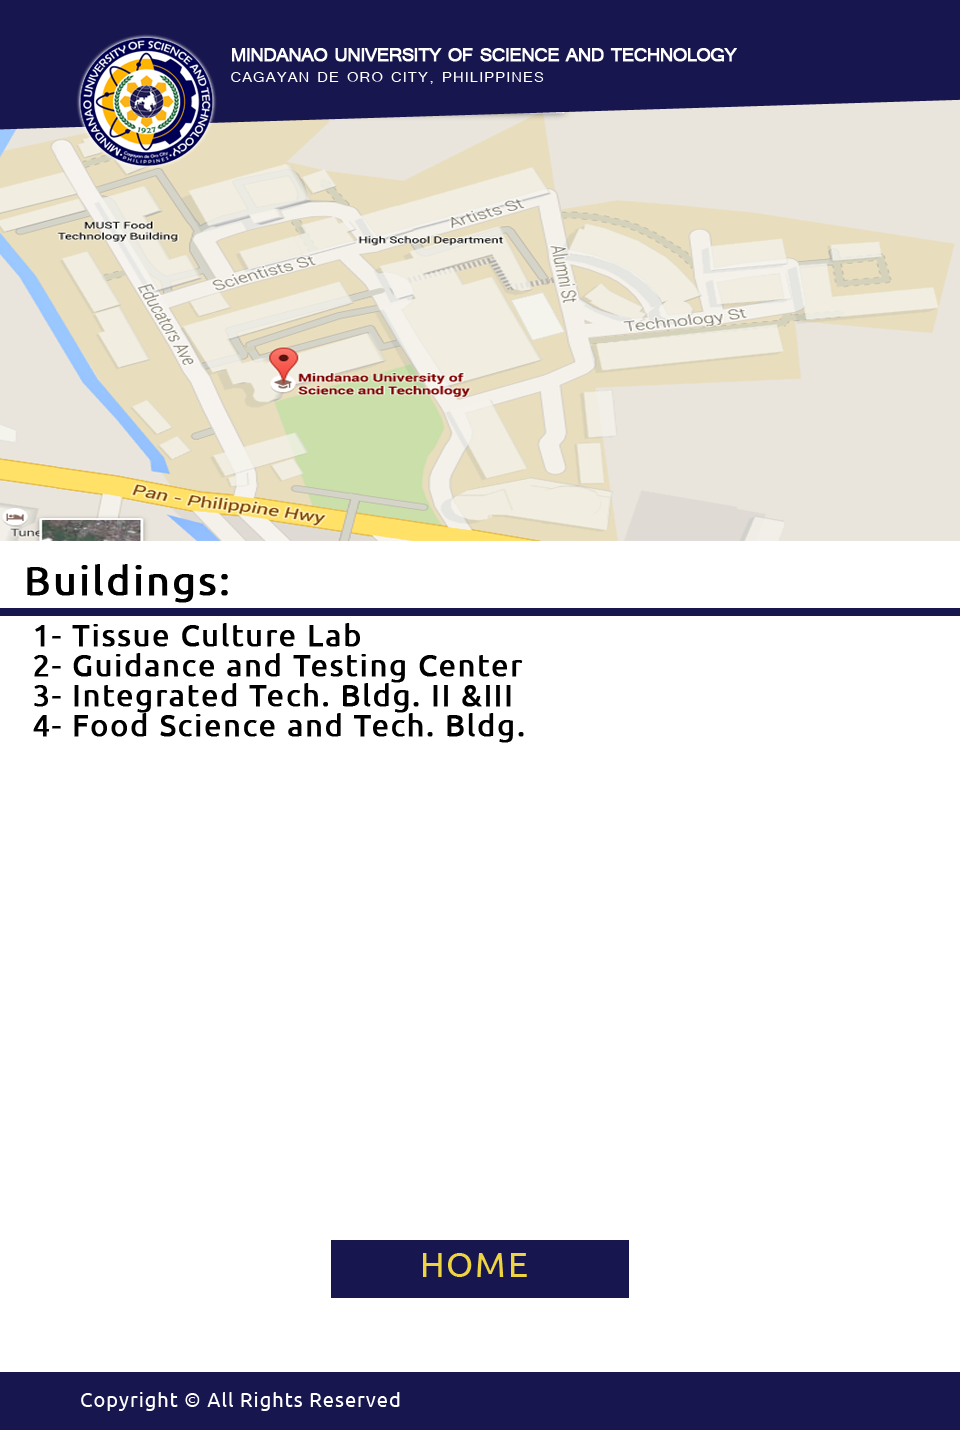 MINDANAO UNIVERSITY OF SCIENCE AND TECHNOLOGY
CAGAYAN DE ORO CITY, PHILIPPINES
MINDANAO UNIVERSITY OF SCIENCE AND TECHNOLOGY
1927
Cagayan de Oro City
PHILIPPINES
MUST Food
Technology Building
High School Department
Artists St
Scientists St
Alumni St
Educators Ave
Technology St
Mindanao University of
Science and Technology
Pan - Philippine Hwy
Tune
Buildings:
1- Tissue Culture Lab
2- Guidance and Testing Center
3- Integrated Tech. Bldg. II &III
4- Food Science and Tech. Bldg.
HOME
Copyright © All Rights Reserved